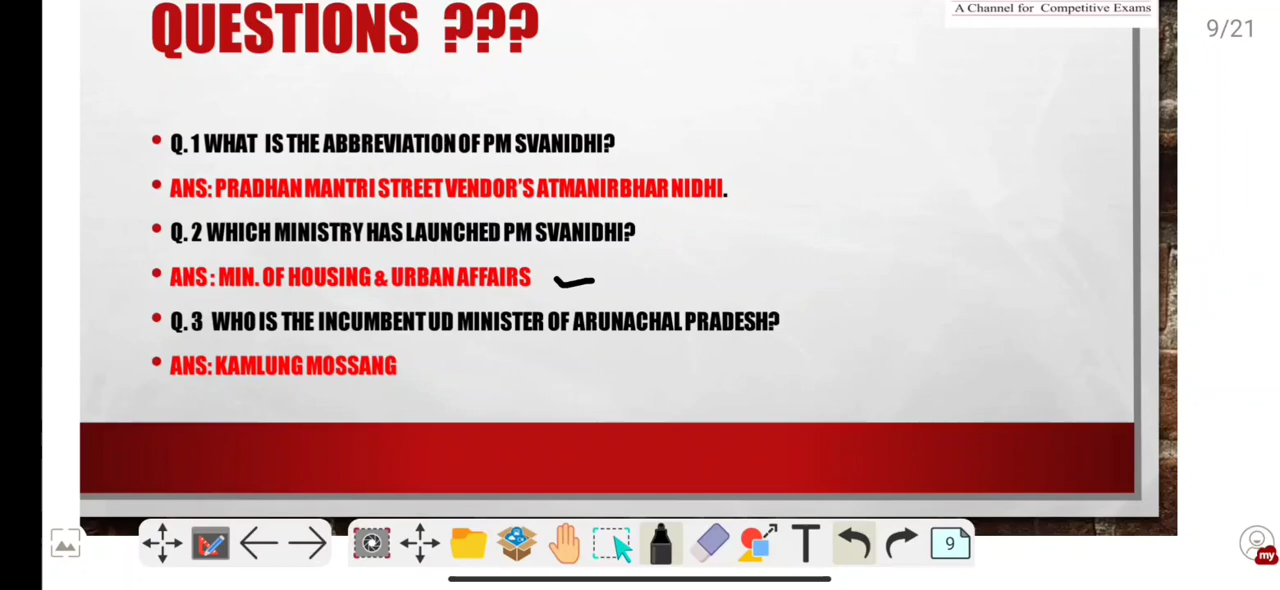 A Channel for Competitive Exams
9/21
QUESTIONS ???
• Q. 1 WHAT IS THE ABBREVIATION OF PM SVANIDHI?
• ANS: PRADHAN MANTRI STREET VENDOR'S ATMANIRBHAR NIDHI.
• Q. 2 WHICH MINISTRY HAS LAUNCHED PM SVANIDHI?
• ANS : MIN. OF HOUSING & URBAN AFFAIRS
• Q. 3 WHO IS THE INCUMBENT UD MINISTER OF ARUNACHAL PRADESH?
• ANS: KAMLUNG MOSSANG
T
9
my